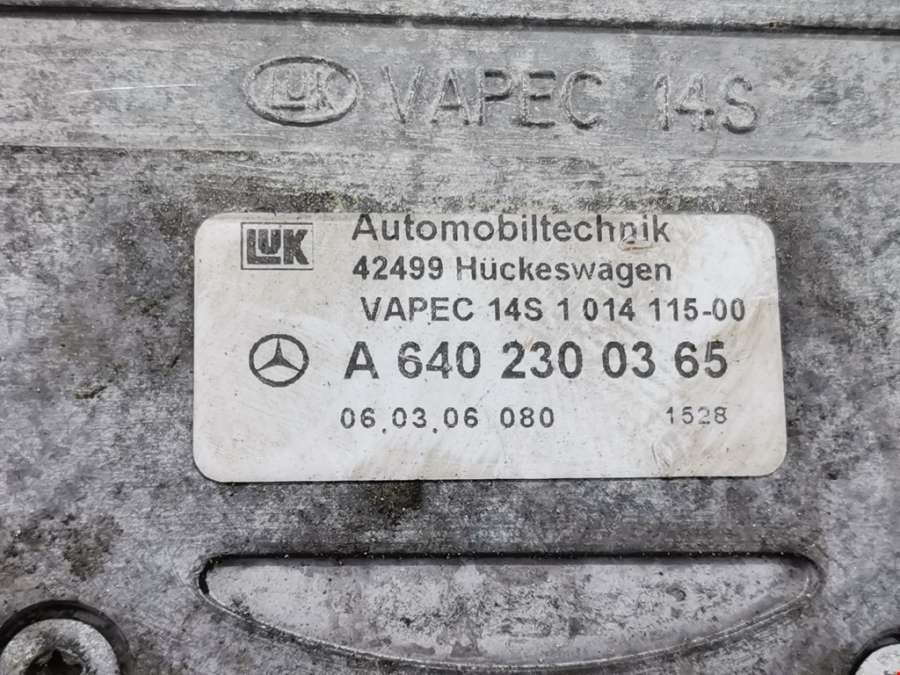 LUK VAPEC 14S
LUK Automobiltechnik
42499 Hückeswagen
VAPEC 14S 1 014 115-00
A 640 230 03 65
06.03.06 080 1528